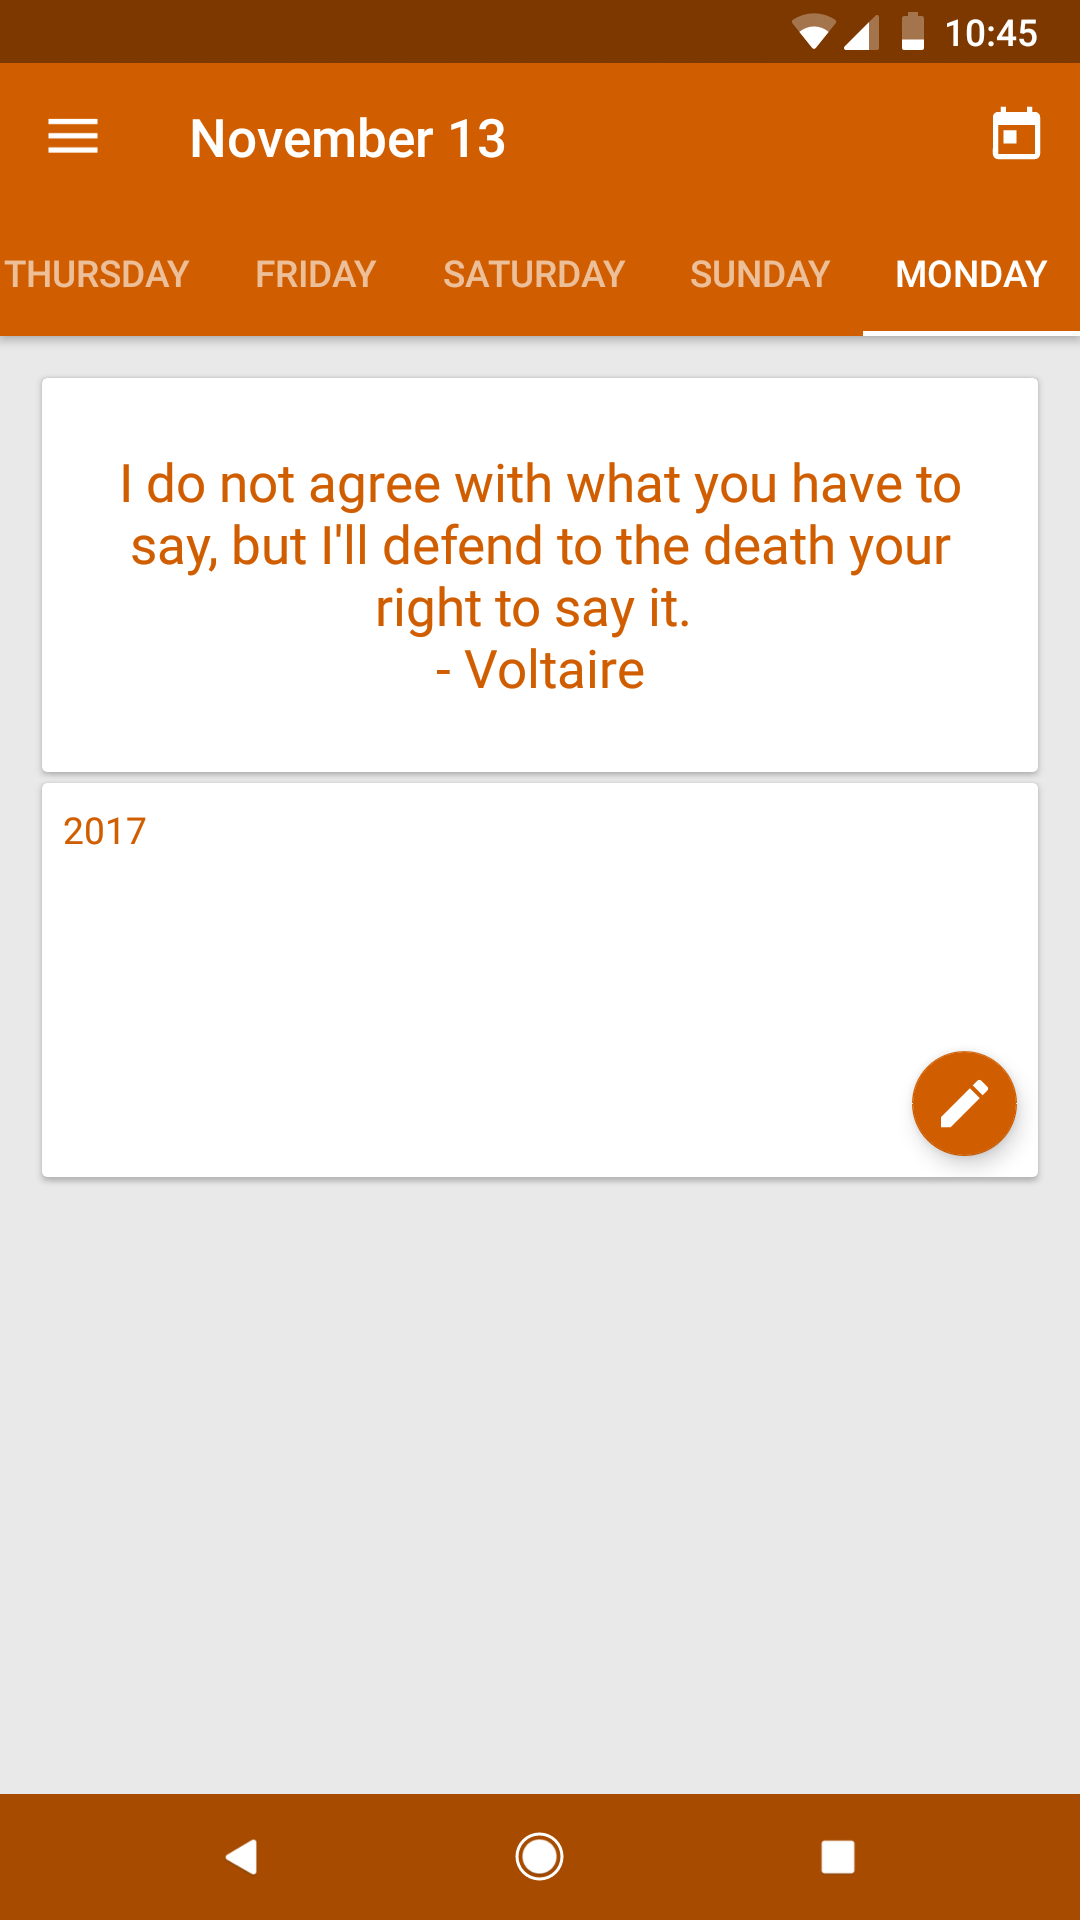 10:45
November 13
THURSDAY FRIDAY SATURDAY SUNDAY MONDAY
I do not agree with what you have to
say, but I'll defend to the death your
right to say it.
- Voltaire
2017